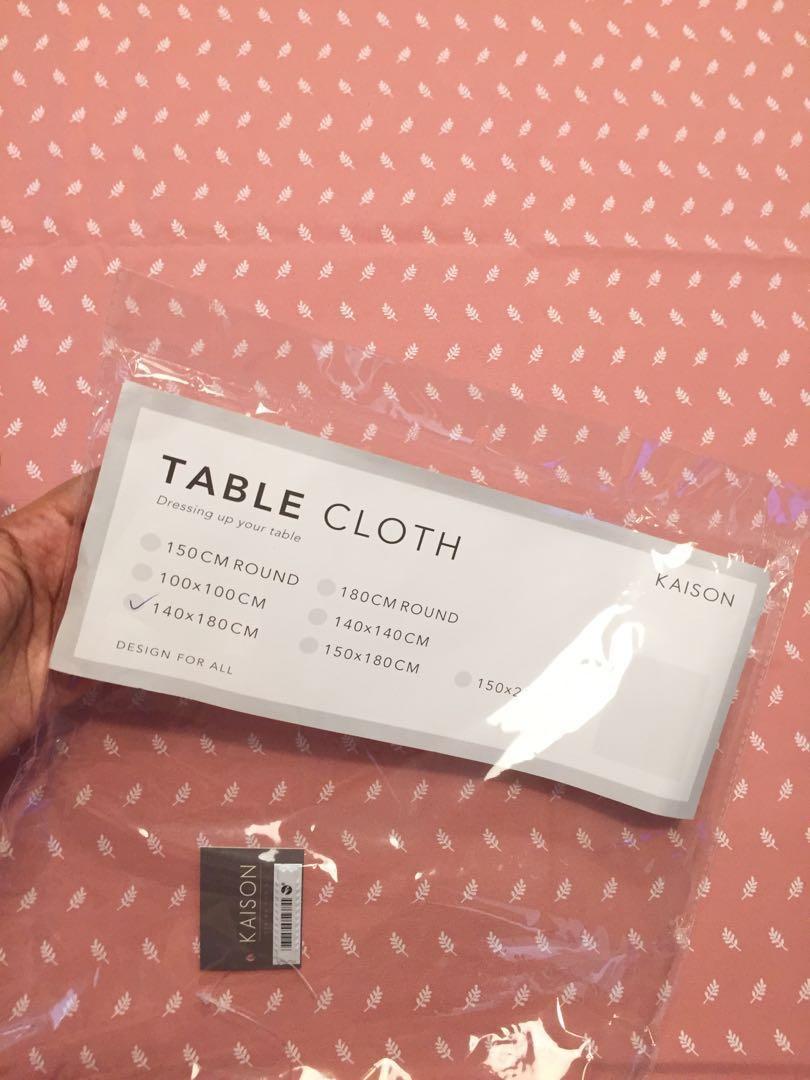 TABLE CLOTH
Dressing up your table
150CM ROUND
100x100CM
140x180CM
180CM ROUND
140x140CM
150x180CM
DESIGN FOR ALL
KAISON
KAISON